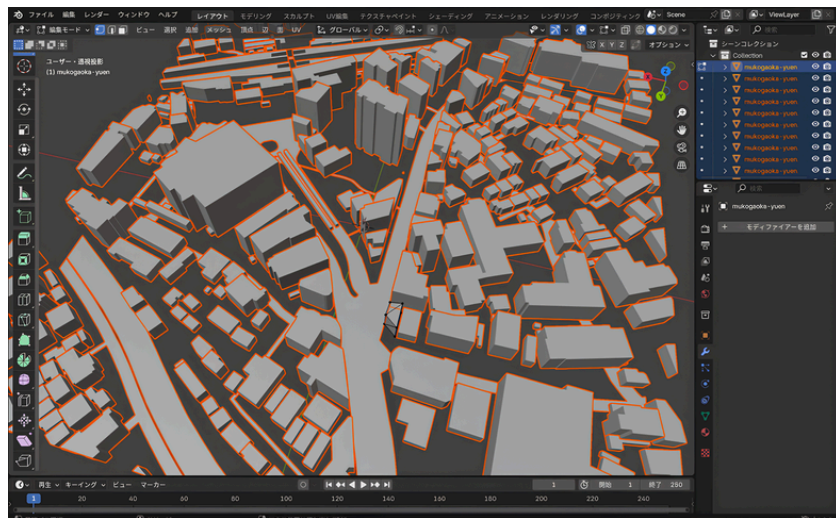 ファイル 編集 レンダー ウィンドウ ヘルプ レイアウト モデリング スカルプト UV編集 テクスチャペイント シェーディング アニメーション レンダリング コンポジティング Scene ViewLayer
編集モード ビュー 選択 追加 メッシュ 頂点 辺 面 UV グローバル
X Y Z オプション
検索
シーンコレクション
Collection
ユーザー・透視投影
(1) mukogaoka-yuen
mukogaoka-yuen
mukogaoka-yuen
mukogaoka-yuen
mukogaoka-yuen
mukogaoka-yuen
mukogaoka-yuen
mukogaoka-yuen
mukogaoka-yuen
mukogaoka-yuen
検索
mukogaoka-yuen
+ モディファイアーを追加
再生 キーイング ビュー マーカー 1 開始 1 終了 250
1 20 40 60 80 100 120 140 160 180 200 220 240